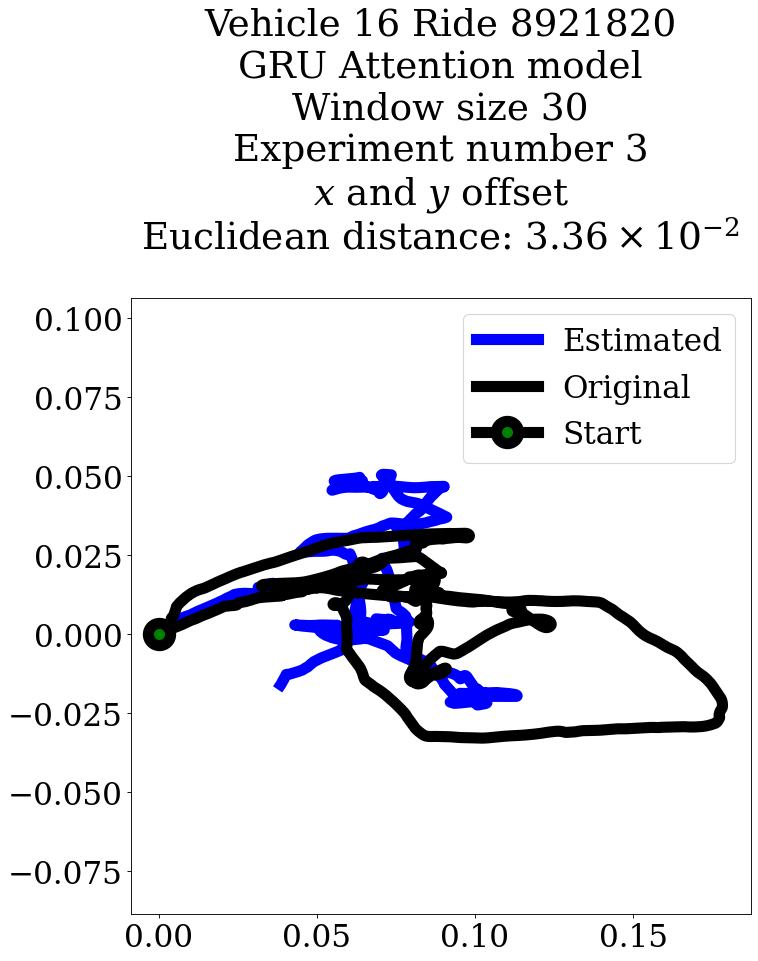 Vehicle 16 Ride 8921820
GRU Attention model
Window size 30
Experiment number 3
x and y offset
Euclidean distance: 3.36 × 10⁻²
Estimated
Original
Start
0.100
0.075
0.050
0.025
0.000
−0.025
−0.050
−0.075
0.00 0.05 0.10 0.15